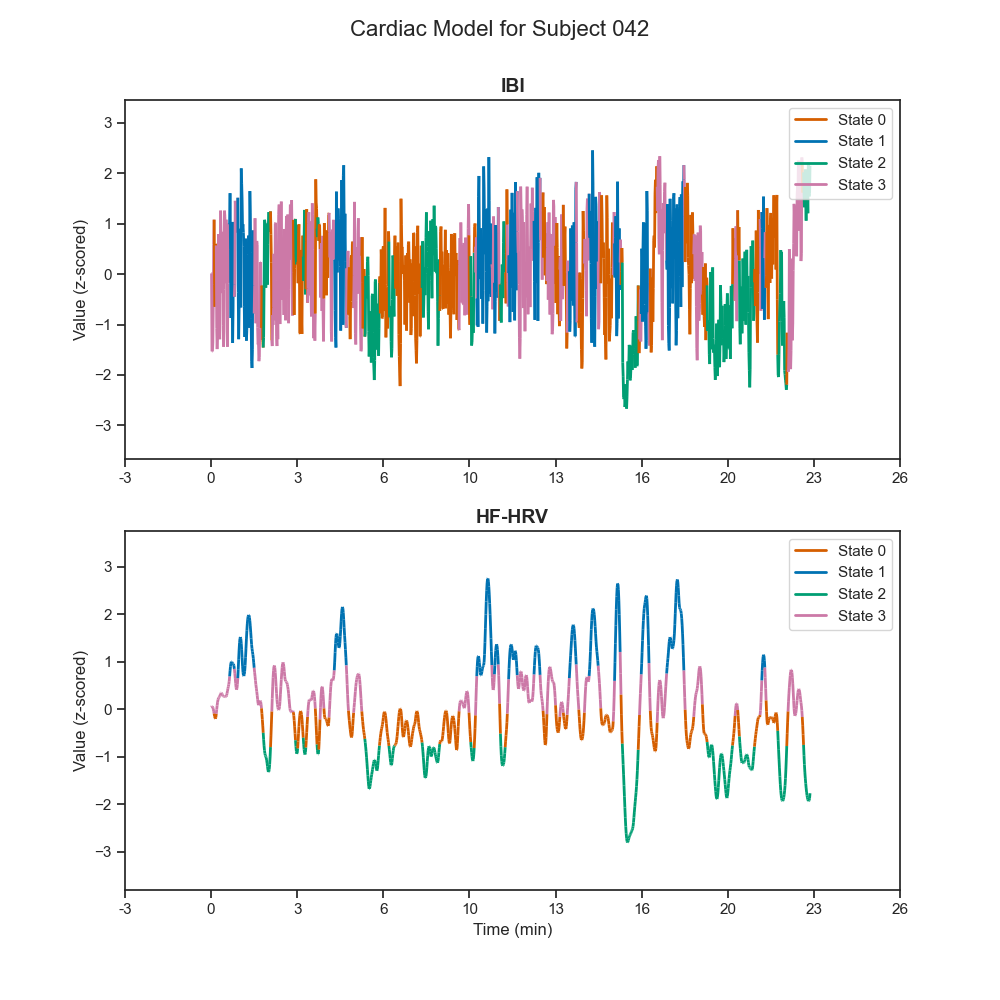 Cardiac Model for Subject 042
IBI
Value (z-scored)
3
2
1
0
−1
−2
−3
State 0
State 1
State 2
State 3
-3
0
3
6
10
13
16
20
23
26
HF-HRV
Value (z-scored)
3
2
1
0
−1
−2
−3
State 0
State 1
State 2
State 3
-3
0
3
6
10
13
16
20
23
26
Time (min)